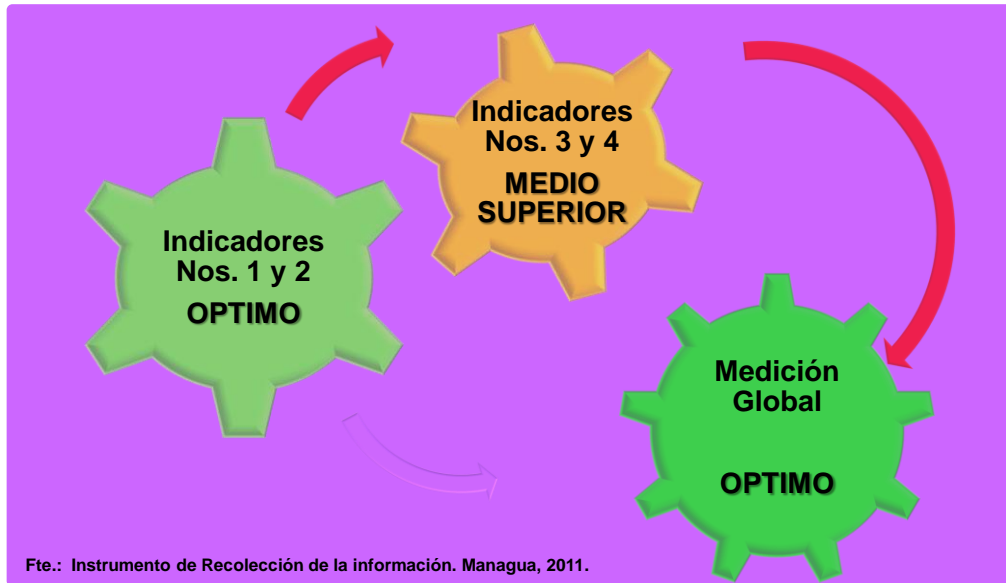 Indicadores
Nos. 1 y 2
OPTIMO
Indicadores
Nos. 3 y 4
MEDIO
SUPERIOR
Medición
Global
OPTIMO
Fte.: Instrumento de Recolección de la información. Managua, 2011.